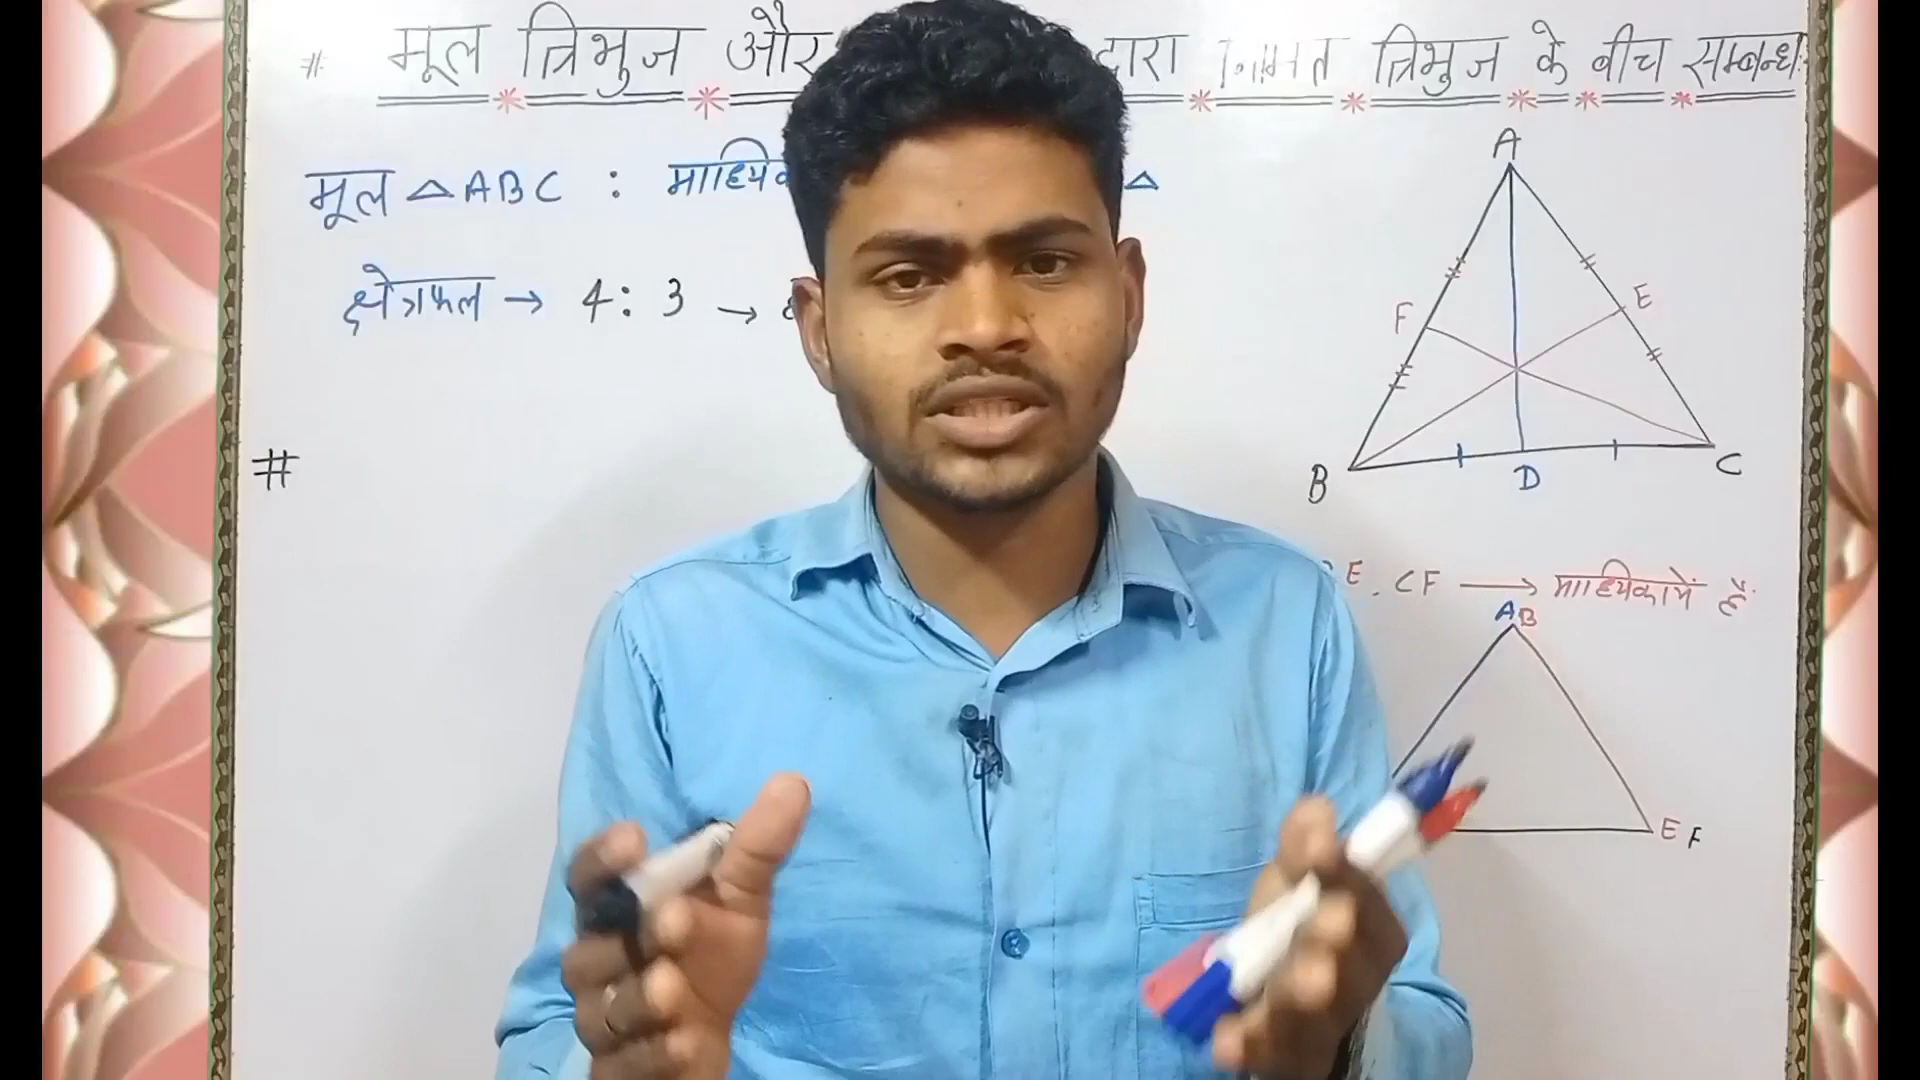 # मूल त्रिभुज और द्वारा त्रिभुज के बीच सम्बन्ध:
मूल △ABC : △
क्षेत्रफल → 4 : 3 →
#
A
F
E
B
D
C
E, CF → माध्यिकायें हैं
A B
E F